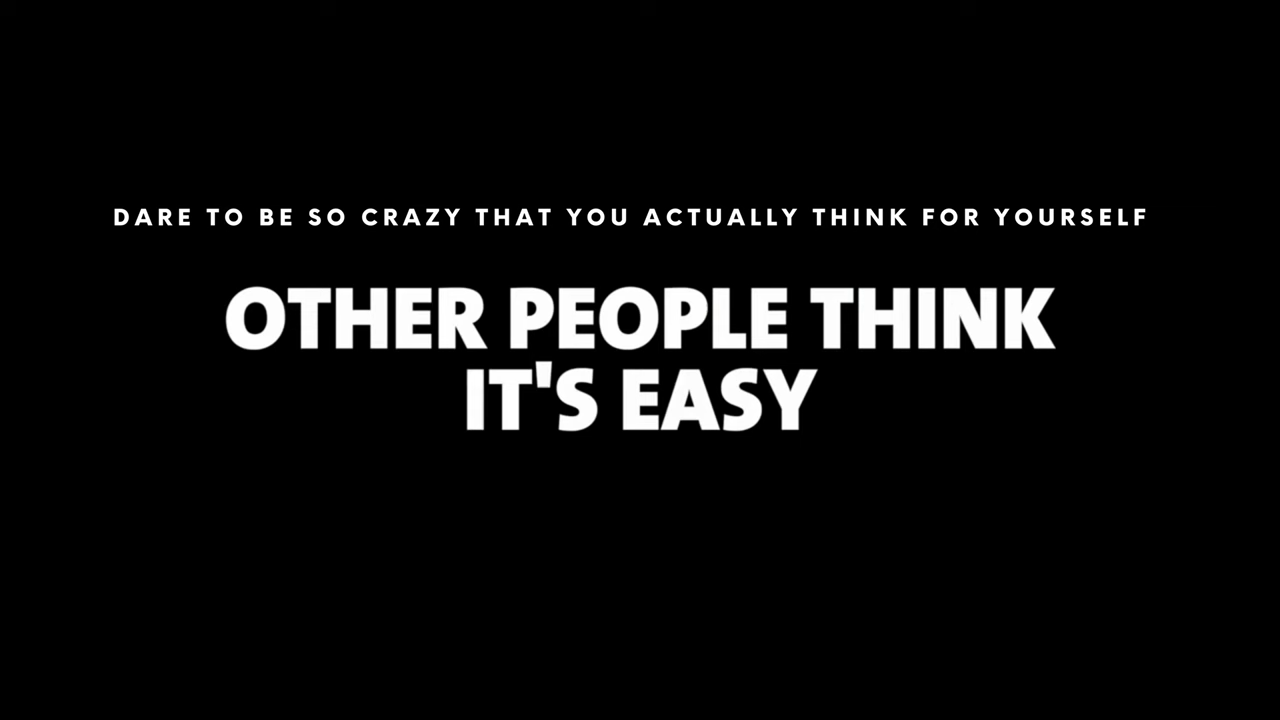 DARE TO BE SO CRAZY THAT YOU ACTUALLY THINK FOR YOURSELF
OTHER PEOPLE THINK
IT'S EASY